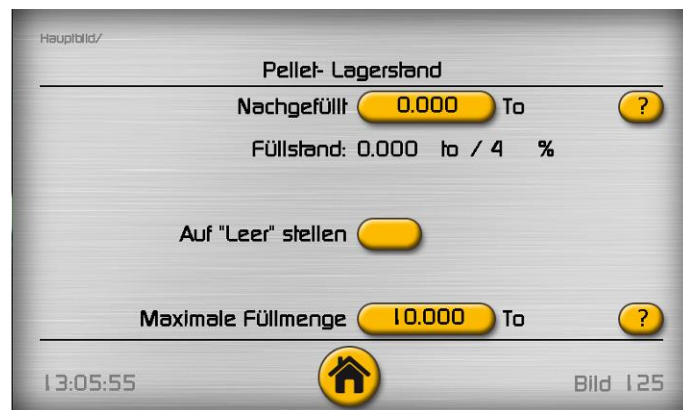 Hauptbild/
Pellet- Lagerstand
Nachgefüllt 0.000 To ?
Füllstand: 0.000 to / 4 %
Auf "Leer" stellen
Maximale Füllmenge 10.000 To ?
13:05:55 Bild 125